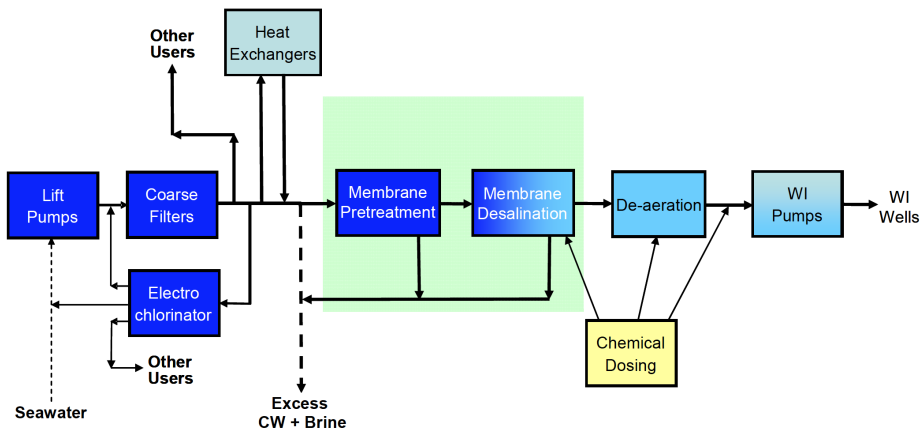 Other
Users
Heat
Exchangers
Lift
Pumps
Coarse
Filters
Membrane
Pretreatment
Membrane
Desalination
De-aeration
WI
Pumps
WI
Wells
Electro
chlorinator
Other
Users
Chemical
Dosing
Seawater
Excess
CW + Brine